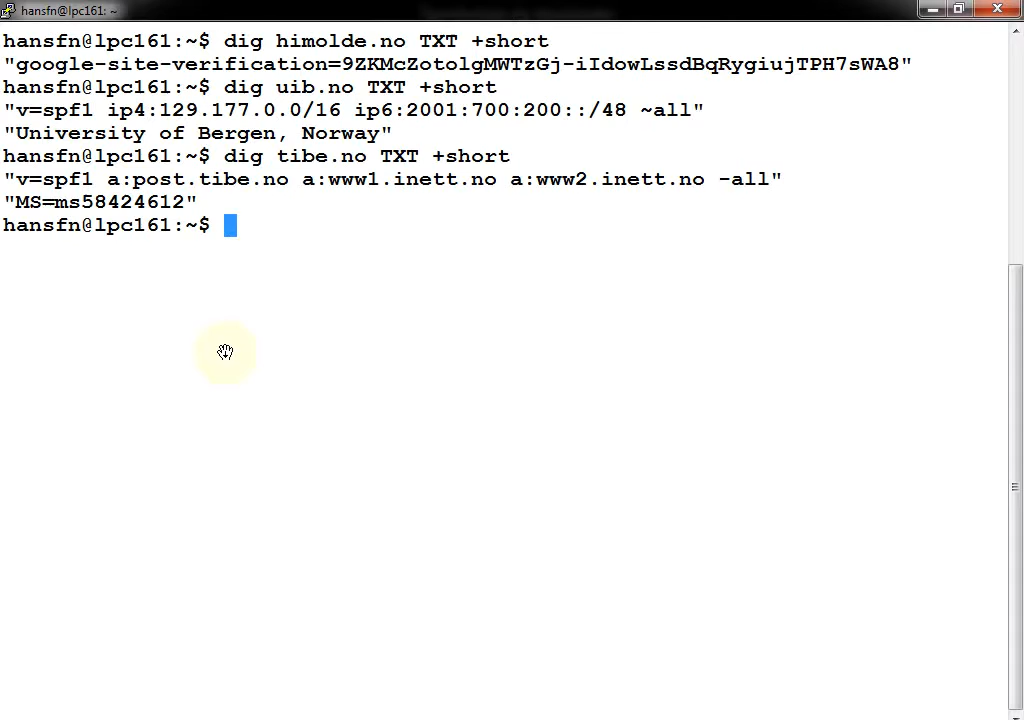 hansfn@lpc161: ~
hansfn@lpc161:~$ dig himolde.no TXT +short
"google-site-verification=9ZKMcZotolgMWTzGj-iIdowLssdBqRygiujTPH7sWA8"
hansfn@lpc161:~$ dig uib.no TXT +short
"v=spf1 ip4:129.177.0.0/16 ip6:2001:700:200::/48 ~all"
"University of Bergen, Norway"
hansfn@lpc161:~$ dig tibe.no TXT +short
"v=spf1 a:post.tibe.no a:www1.inett.no a:www2.inett.no -all"
"MS=ms58424612"
hansfn@lpc161:~$